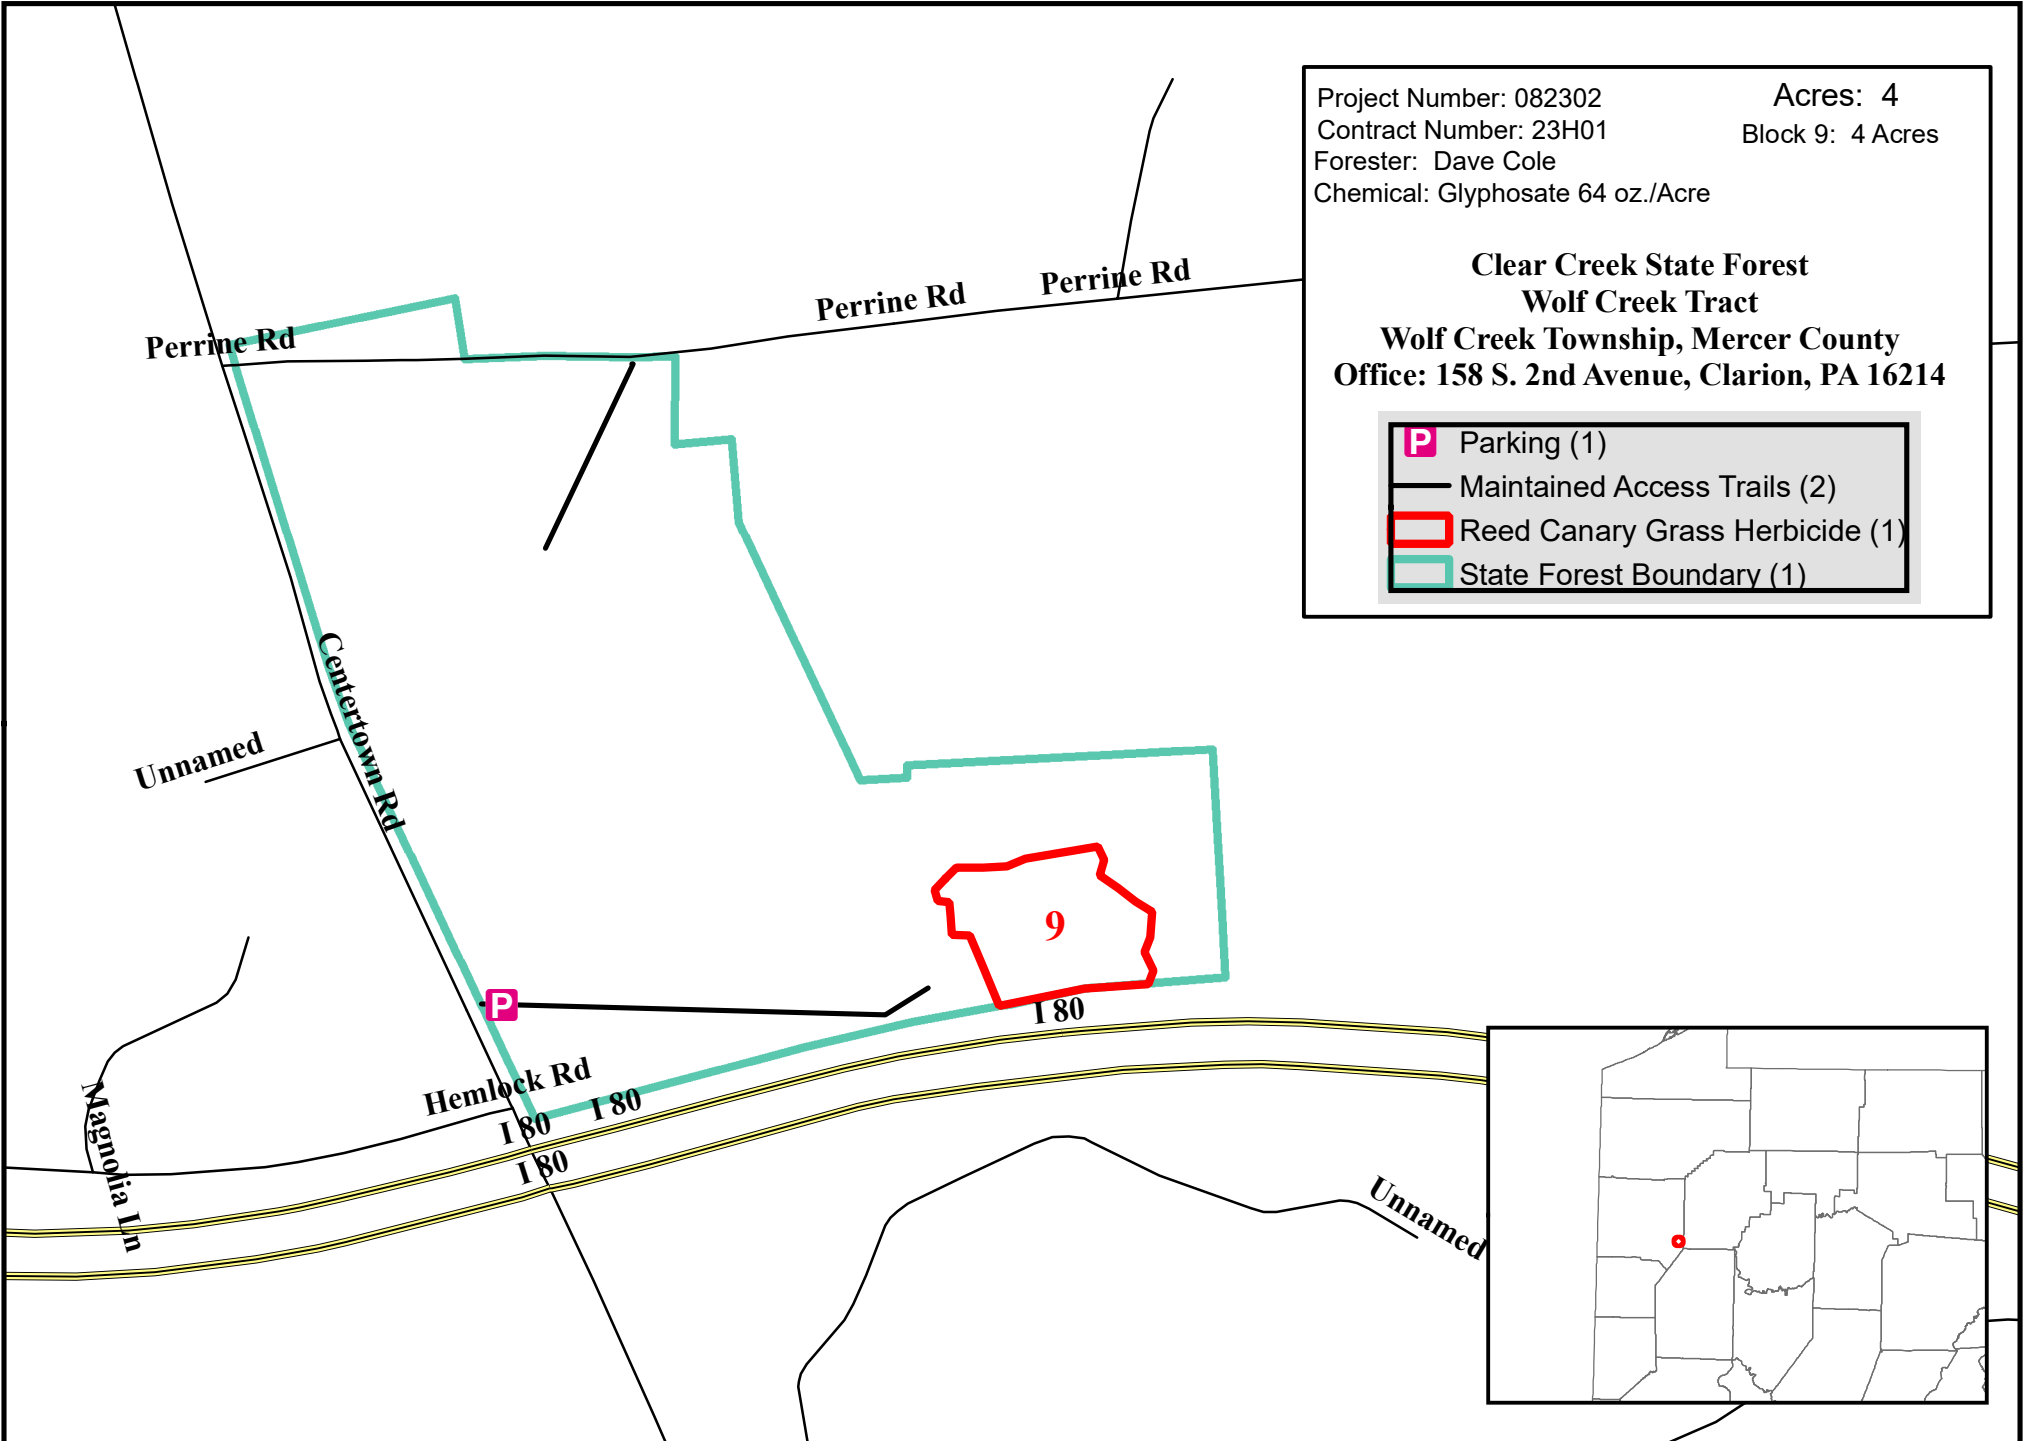 Project Number: 082302
Acres: 4
Contract Number: 23H01
Block 9: 4 Acres
Forester: Dave Cole
Chemical: Glyphosate 64 oz./Acre
Clear Creek State Forest
Wolf Creek Tract
Wolf Creek Township, Mercer County
Office: 158 S. 2nd Avenue, Clarion, PA 16214
P Parking (1)
Maintained Access Trails (2)
Reed Canary Grass Herbicide (1)
State Forest Boundary (1)
Perrine Rd
Perrine Rd
Perrine Rd
Centertown Rd
Unnamed
9
P
I 80
Hemlock Rd
I 80
I 80
I 80
Magnolia Ln
Unnamed